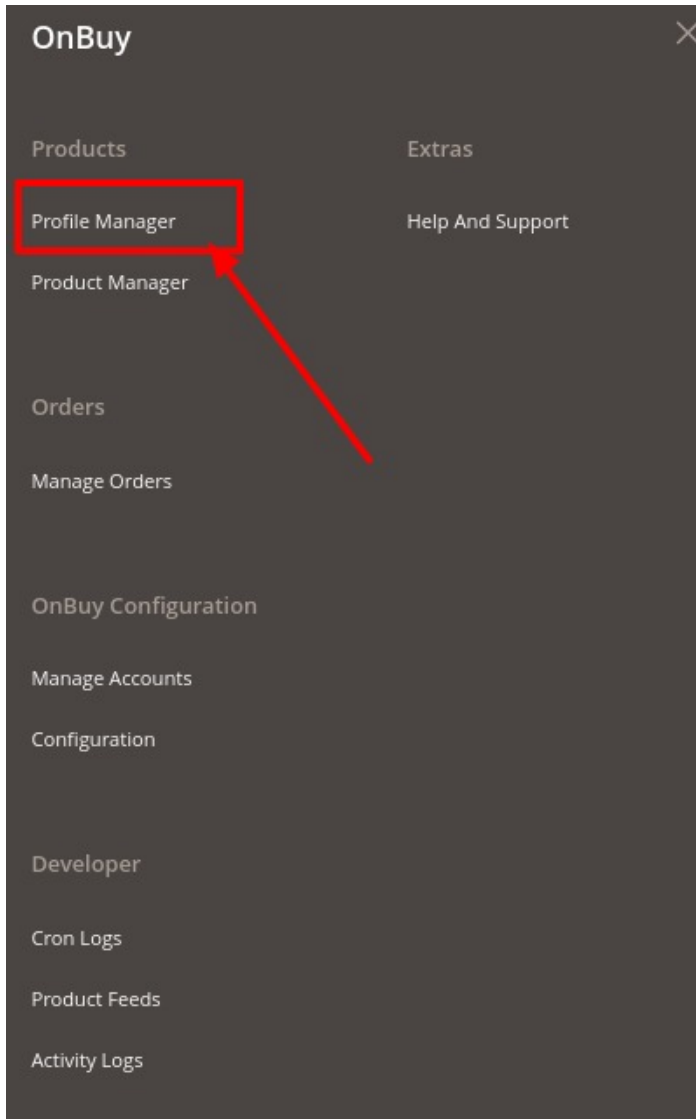 OnBuy
Products
Profile Manager
Product Manager
Orders
Manage Orders
OnBuy Configuration
Manage Accounts
Configuration
Developer
Cron Logs
Product Feeds
Activity Logs
Extras
Help And Support